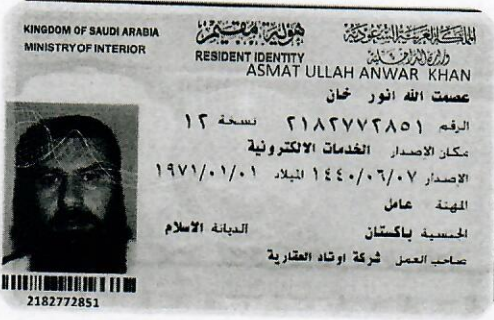 KINGDOM OF SAUDI ARABIA
MINISTRY OF INTERIOR
هوية مقيم
RESIDENT IDENTITY
المملكة العربية السعودية
وزارة الداخلية
ASMAT ULLAH ANWAR KHAN
عصمت الله انور خان
الرقم ٢١٨٢٧٧٢٨٥١ نسخة ١٢
مكان الاصدار الخدمات الالكترونية
الإصدار ١٤٤٠/٠٦/٠٧ الميلاد ١٩٧١/٠١/٠١
المهنة عامل
الجنسية باكستان الديانة الاسلام
صاحب العمل شركة اوتاد العقارية
2182772851